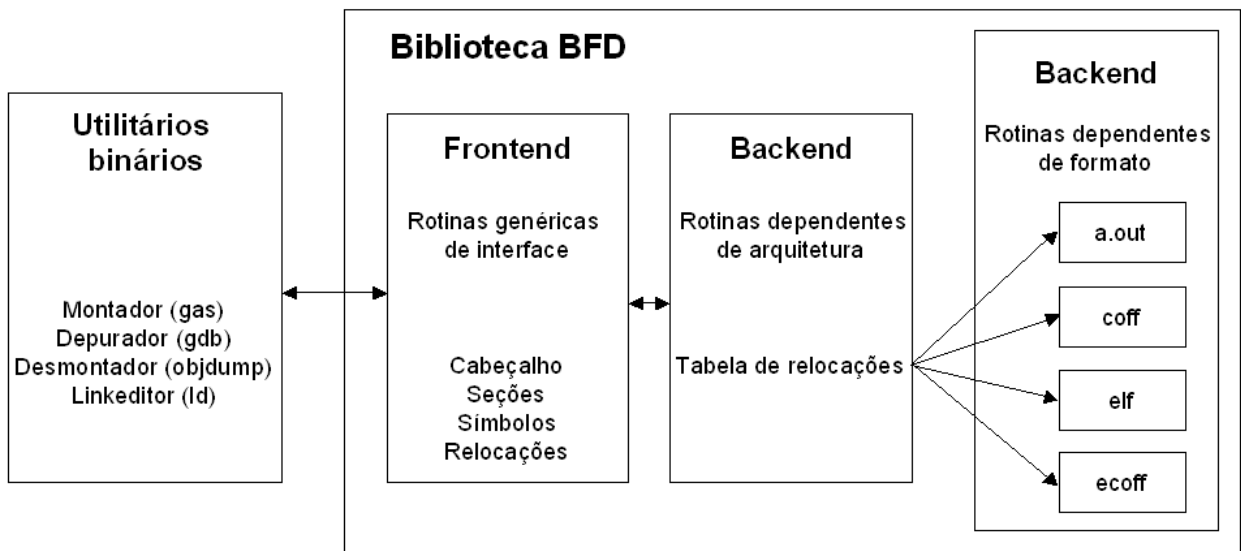 Biblioteca BFD
Utilitários
binários
Montador (gas)
Depurador (gdb)
Desmontador (objdump)
Linkeditor (ld)
Frontend
Rotinas genéricas
de interface
Cabeçalho
Seções
Símbolos
Relocações
Backend
Rotinas dependentes
de arquitetura
Tabela de relocações
Backend
Rotinas dependentes
de formato
a.out
coff
elf
ecoff